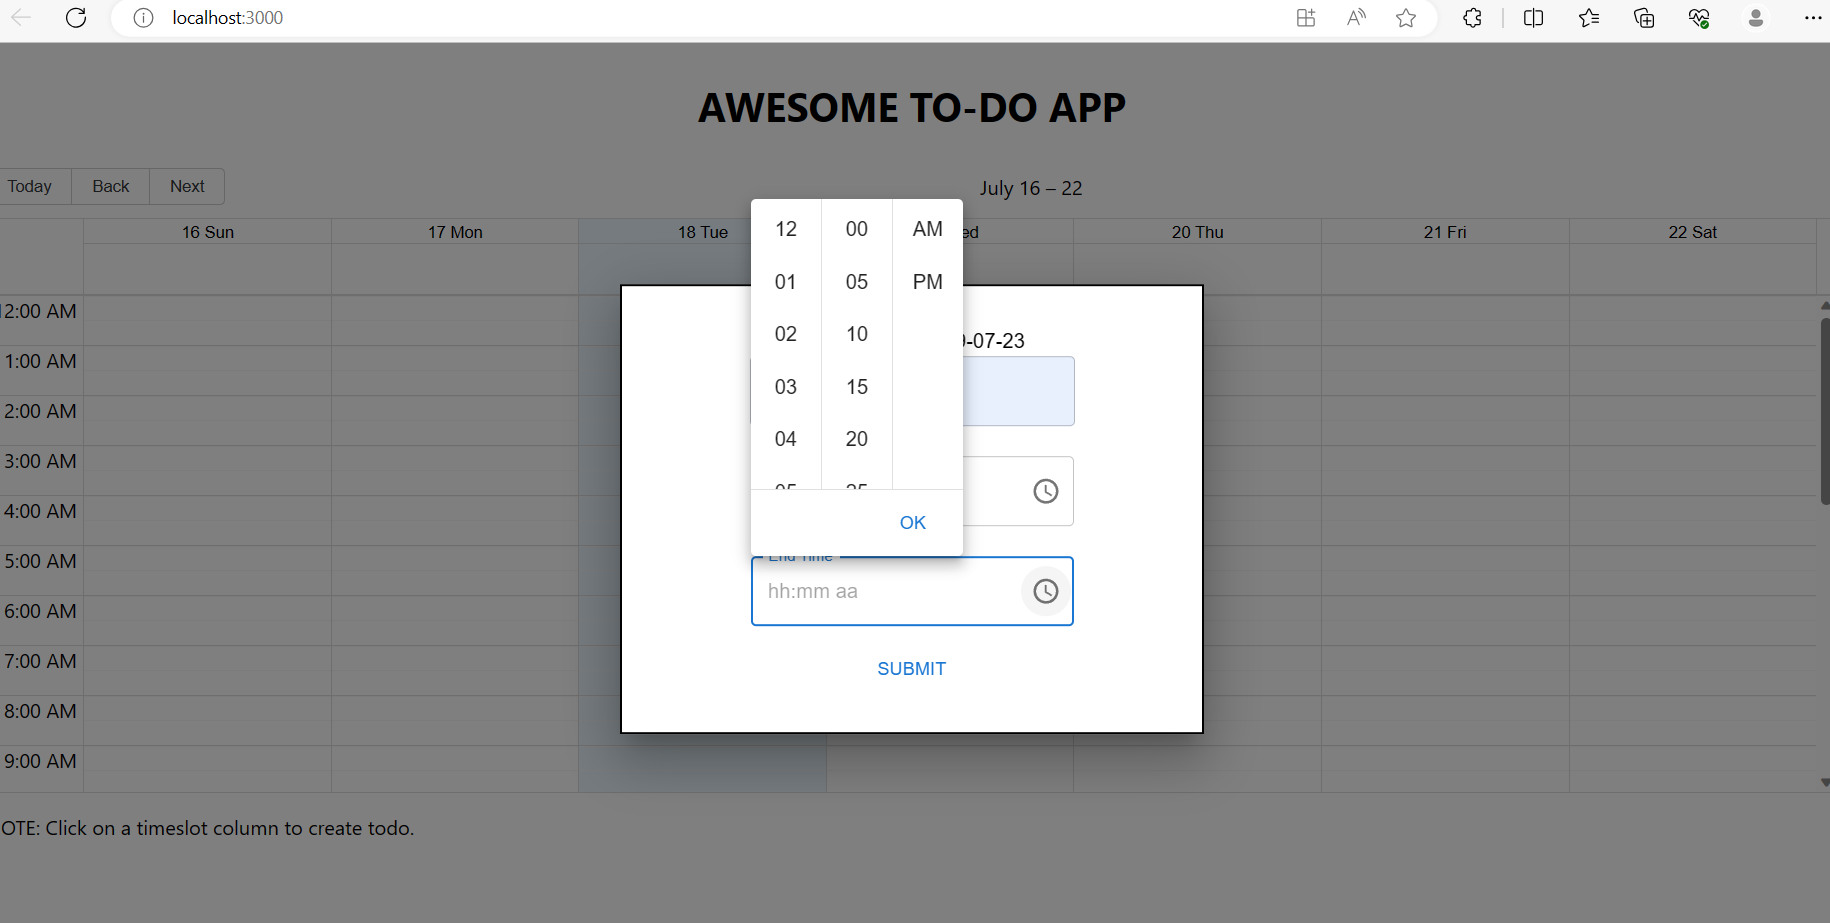 localhost:3000
AWESOME TO-DO APP
Today Back Next
July 16 – 22
16 Sun 17 Mon 18 Tue 20 Thu 21 Fri 22 Sat
2:00 AM
1:00 AM
2:00 AM
3:00 AM
4:00 AM
5:00 AM
6:00 AM
7:00 AM
8:00 AM
9:00 AM
12 00 AM
01 05 PM
02 10
03 15
04 20
05 25
OK
-07-23
End Time
hh:mm aa
SUBMIT
OTE: Click on a timeslot column to create todo.